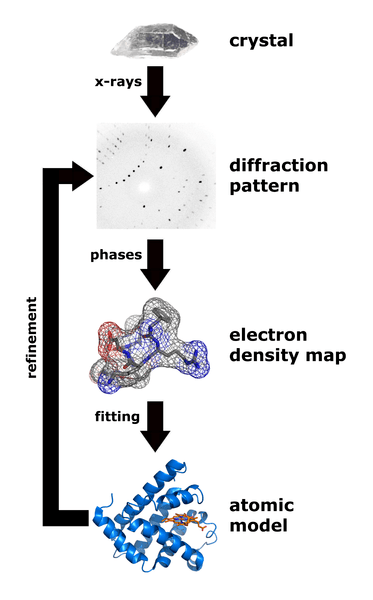 crystal
x-rays
diffraction
pattern
phases
refinement
electron
density map
fitting
atomic
model